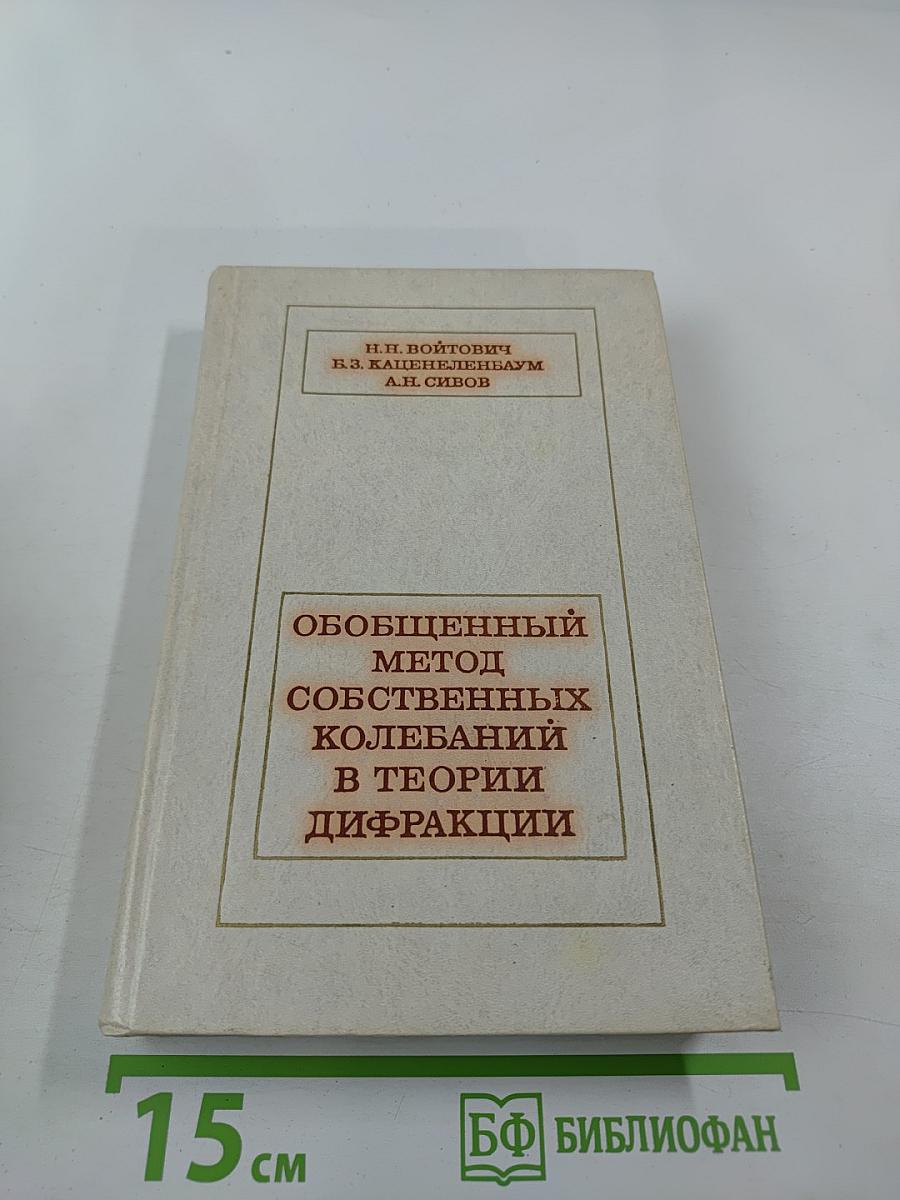 Н.Н. ВОЙТОВИЧ
Б.З. КАЦЕНЕЛЕНБАУМ
А.Н. СИВОВ
ОБОБЩЕННЫЙ
МЕТОД
СОБСТВЕННЫХ
КОЛЕБАНИЙ
В ТЕОРИИ
ДИФРАКЦИИ
15 см
БФ БИБЛИОФАН